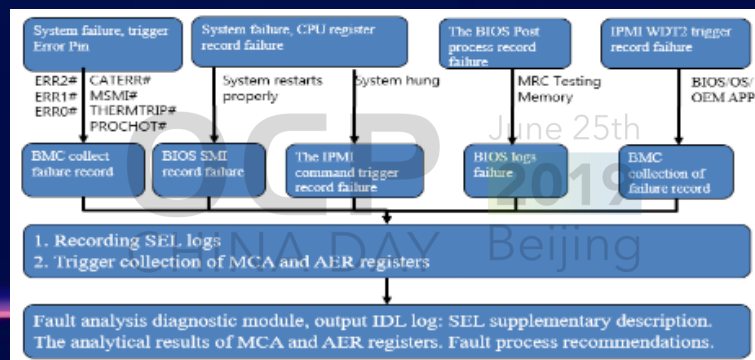 System failure, trigger
Error Pin
System failure, CPU register
record failure
The BIOS Post
process record
failure
IPMI WDT2 trigger
record failure
ERR2#
ERR1#
ERR0#
CATERR#
MSMI#
THERMTRIP#
PROCHOT#
System restarts
properly
System hung
MRC Testing
Memory
BIOS/OS/
OEM APP
BMC collect
failure record
BIOS SMI
record failure
The IPMI
command trigger
record failure
BIOS logs
failure
BMC
collection of
failure record
OCP
CHINA DAY
June 25th
2019
Beijing
1. Recording SEL logs
2. Trigger collection of MCA and AER registers
Fault analysis diagnostic module, output IDL log: SEL supplementary description.
The analytical results of MCA and AER registers. Fault process recommendations.